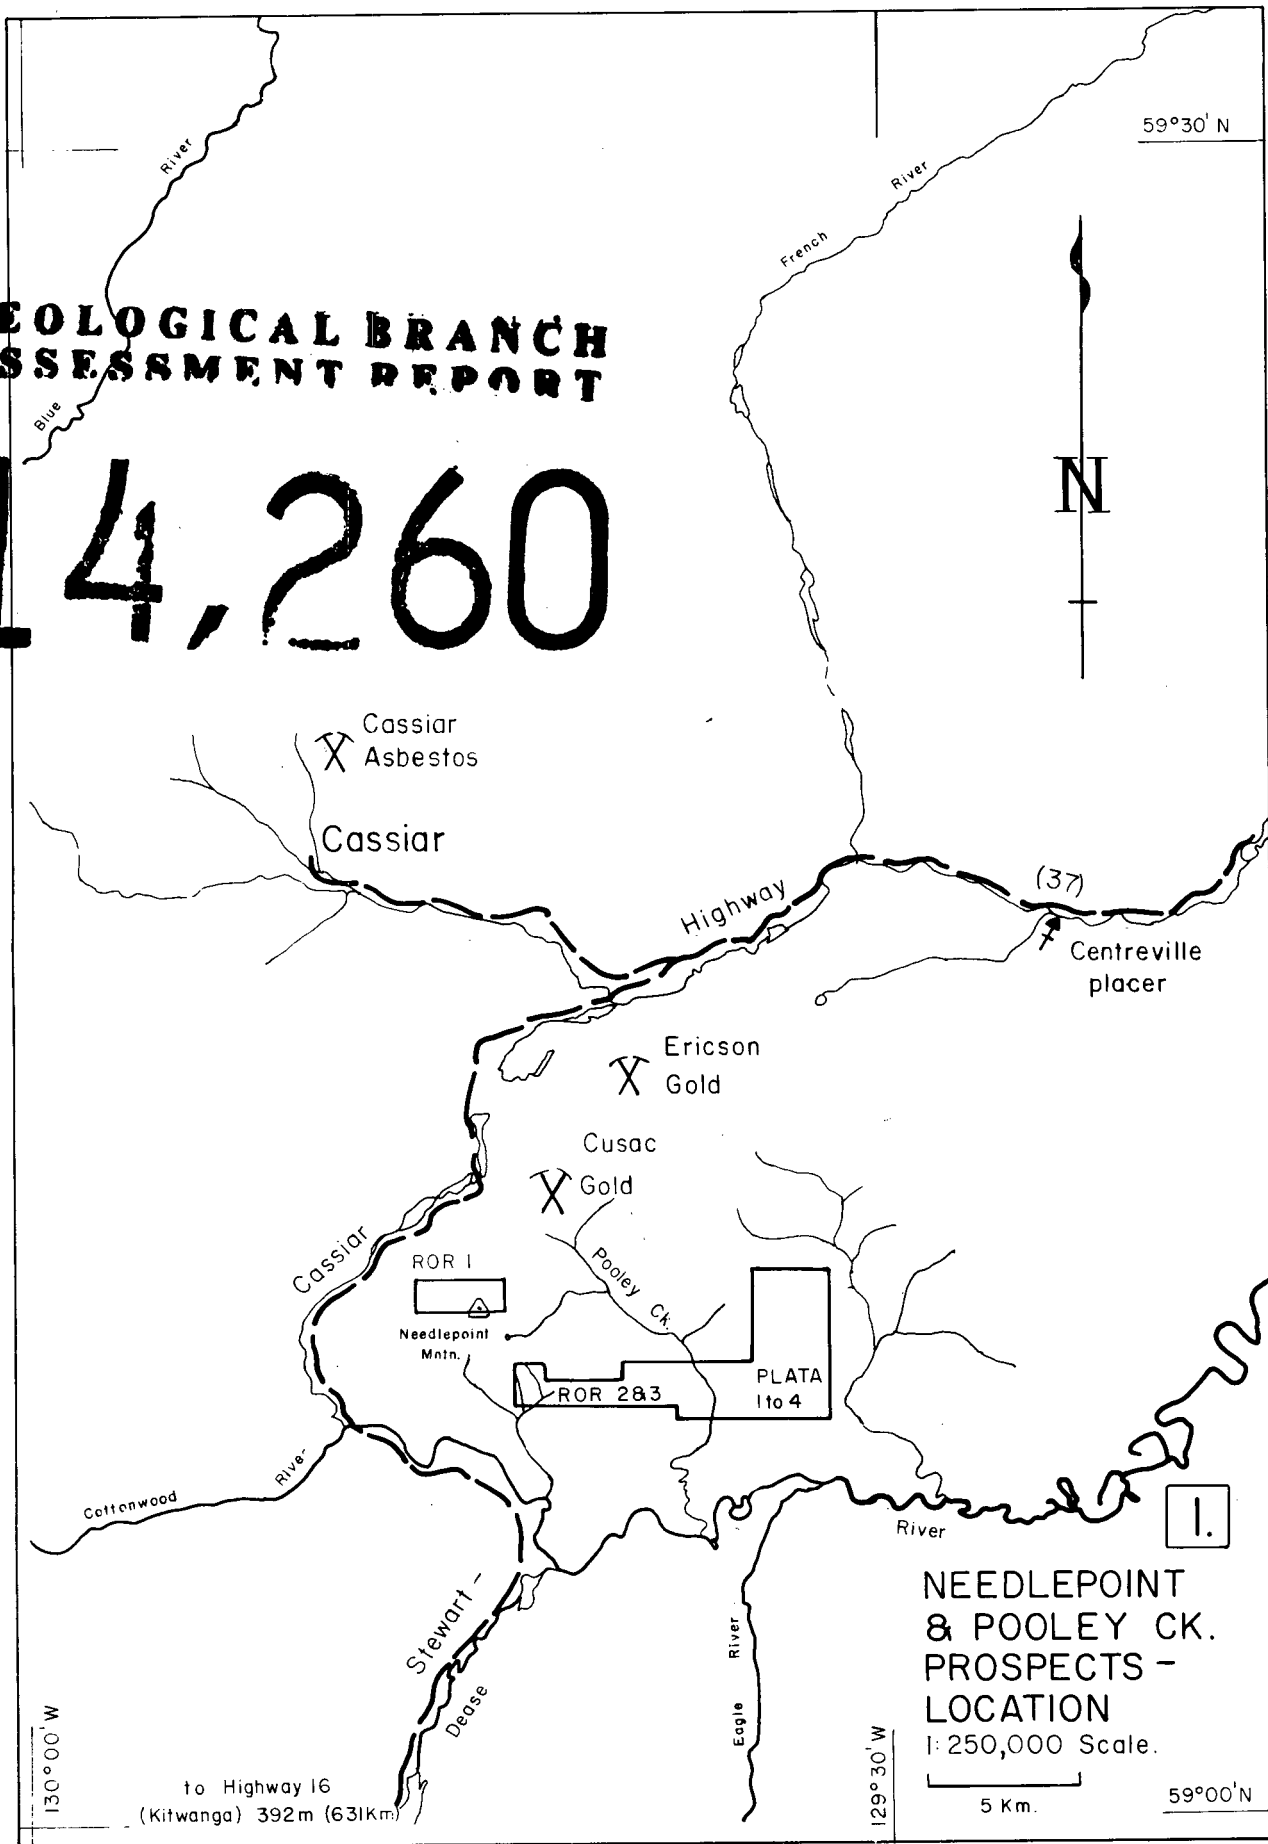 59°30' N
River
River
French
EOLOGICAL BRANCH
SSESSMENT REPORT
Blue
14,260
N
Cassiar
Asbestos
Cassiar
Highway
(37)
Centreville
placer
Ericson
Gold
Cusac
Gold
Cassiar
ROR 1
Pooley Ck.
Needlepoint
Mntn.
PLATA
1 to 4
ROR 2&3
River
Cottonwood
River
1.
NEEDLEPOINT
& POOLEY CK.
PROSPECTS -
LOCATION
1:250,000 Scale.
5 Km.
Stewart -
Dease
River
Eagle
130°00' W
129°30' W
59°00'N
to Highway 16
(Kitwanga) 392m (631Km)